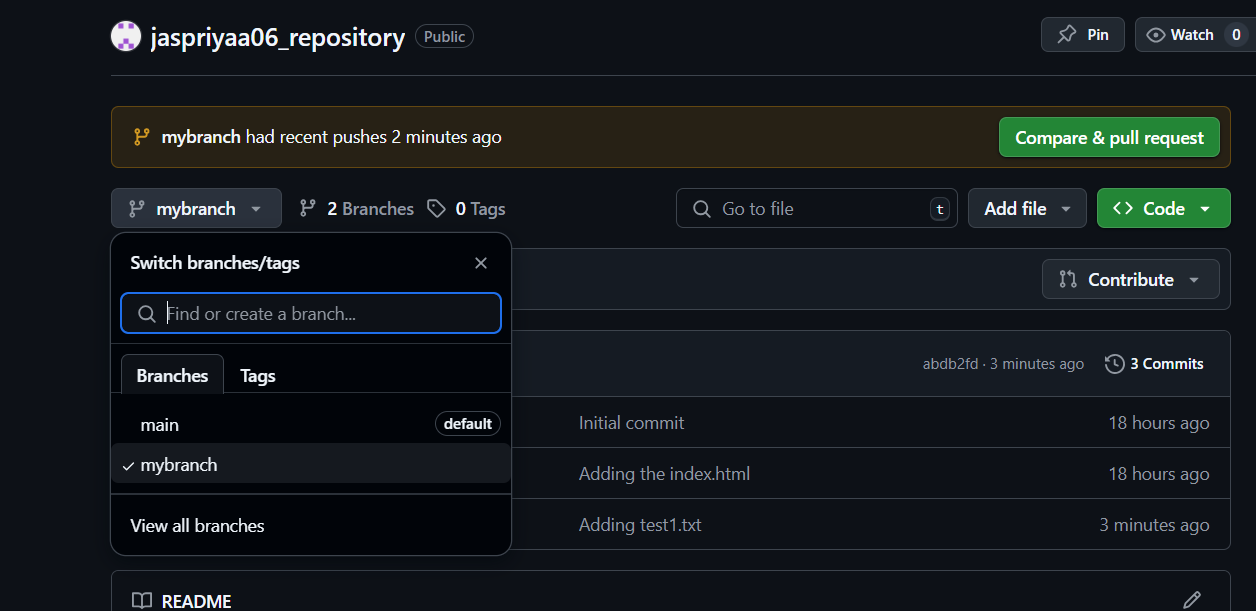 jaspriyaa06_repository Public Pin Watch 0
mybranch had recent pushes 2 minutes ago Compare & pull request
mybranch 2 Branches 0 Tags Go to file t Add file Code
Switch branches/tags
Contribute
Find or create a branch...
Branches Tags
abdb2fd · 3 minutes ago 3 Commits
main default
Initial commit 18 hours ago
mybranch
Adding the index.html 18 hours ago
View all branches
Adding test1.txt 3 minutes ago
README